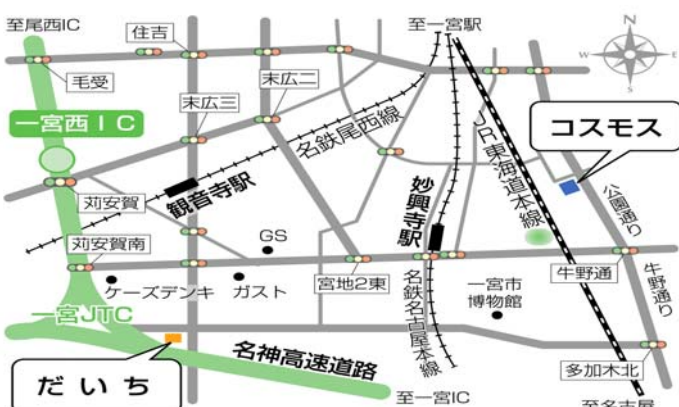 至尾西IC
住吉
至一宮駅
N
W
E
S
毛受
末広三
末広二
一宮西IC
名鉄尾西線
JR東海道本線
コスモス
観音寺駅
妙興寺駅
公園通り
苅安賀
苅安賀南
GS
ケーズデンキ
ガスト
宮地2東
名鉄名古屋本線
一宮市
博物館
牛野通
牛野通り
一宮JTC
名神高速道路
だいち
多加木北
至一宮IC
至名古屋